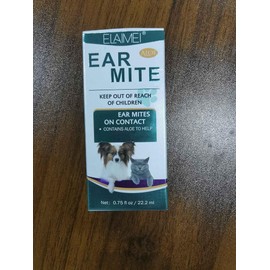 ELAIMEI®
EAR
MITE
KEEP OUT OF REACH
OF CHILDREN
EAR MITES
ON CONTACT
• CONTAINS ALOE TO HELP
Net: 0.75 fl oz / 22.2 ml